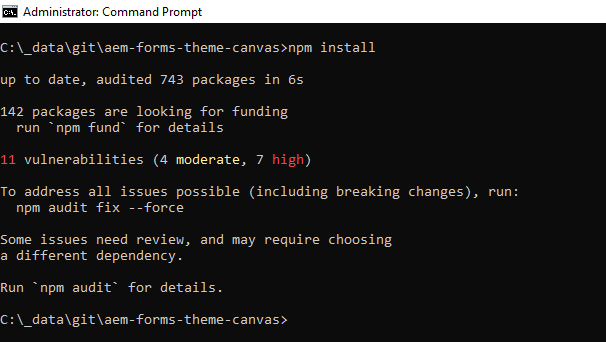 Administrator: Command Prompt
C:\_data\git\aem-forms-theme-canvas>npm install
up to date, audited 743 packages in 6s
142 packages are looking for funding
run `npm fund` for details
11 vulnerabilities (4 moderate, 7 high)
To address all issues possible (including breaking changes), run:
npm audit fix --force
Some issues need review, and may require choosing
a different dependency.
Run `npm audit` for details.
C:\_data\git\aem-forms-theme-canvas>